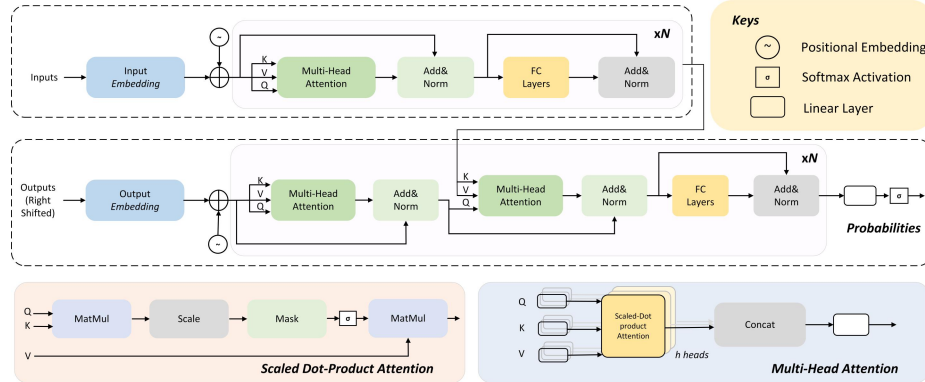 ~
xN
Keys
Inputs
Input
Embedding
K
V
Q
Multi-Head
Attention
Add&
Norm
FC
Layers
Add&
Norm
~ Positional Embedding
σ Softmax Activation
Linear Layer
xN
Outputs
(Right
Shifted)
Output
Embedding
K
V
Q
Multi-Head
Attention
Add&
Norm
K
V
Q
Multi-Head
Attention
Add&
Norm
FC
Layers
Add&
Norm
σ
~
Probabilities
Q
K
V
MatMul
Scale
Mask
σ
MatMul
Scaled Dot-Product Attention
Q
K
V
Scaled-Dot
product
Attention
h heads
Concat
Multi-Head Attention